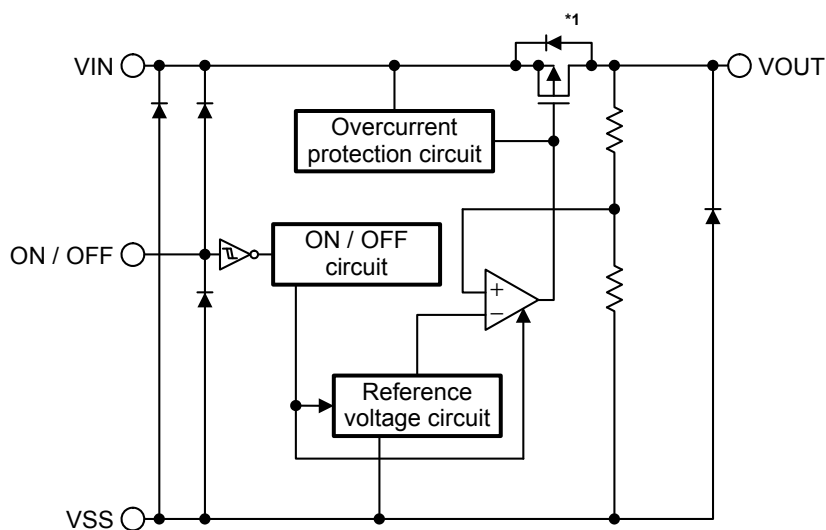 *1
VIN
VOUT
Overcurrent
protection circuit
ON / OFF
ON / OFF
circuit
+
−
Reference
voltage circuit
VSS